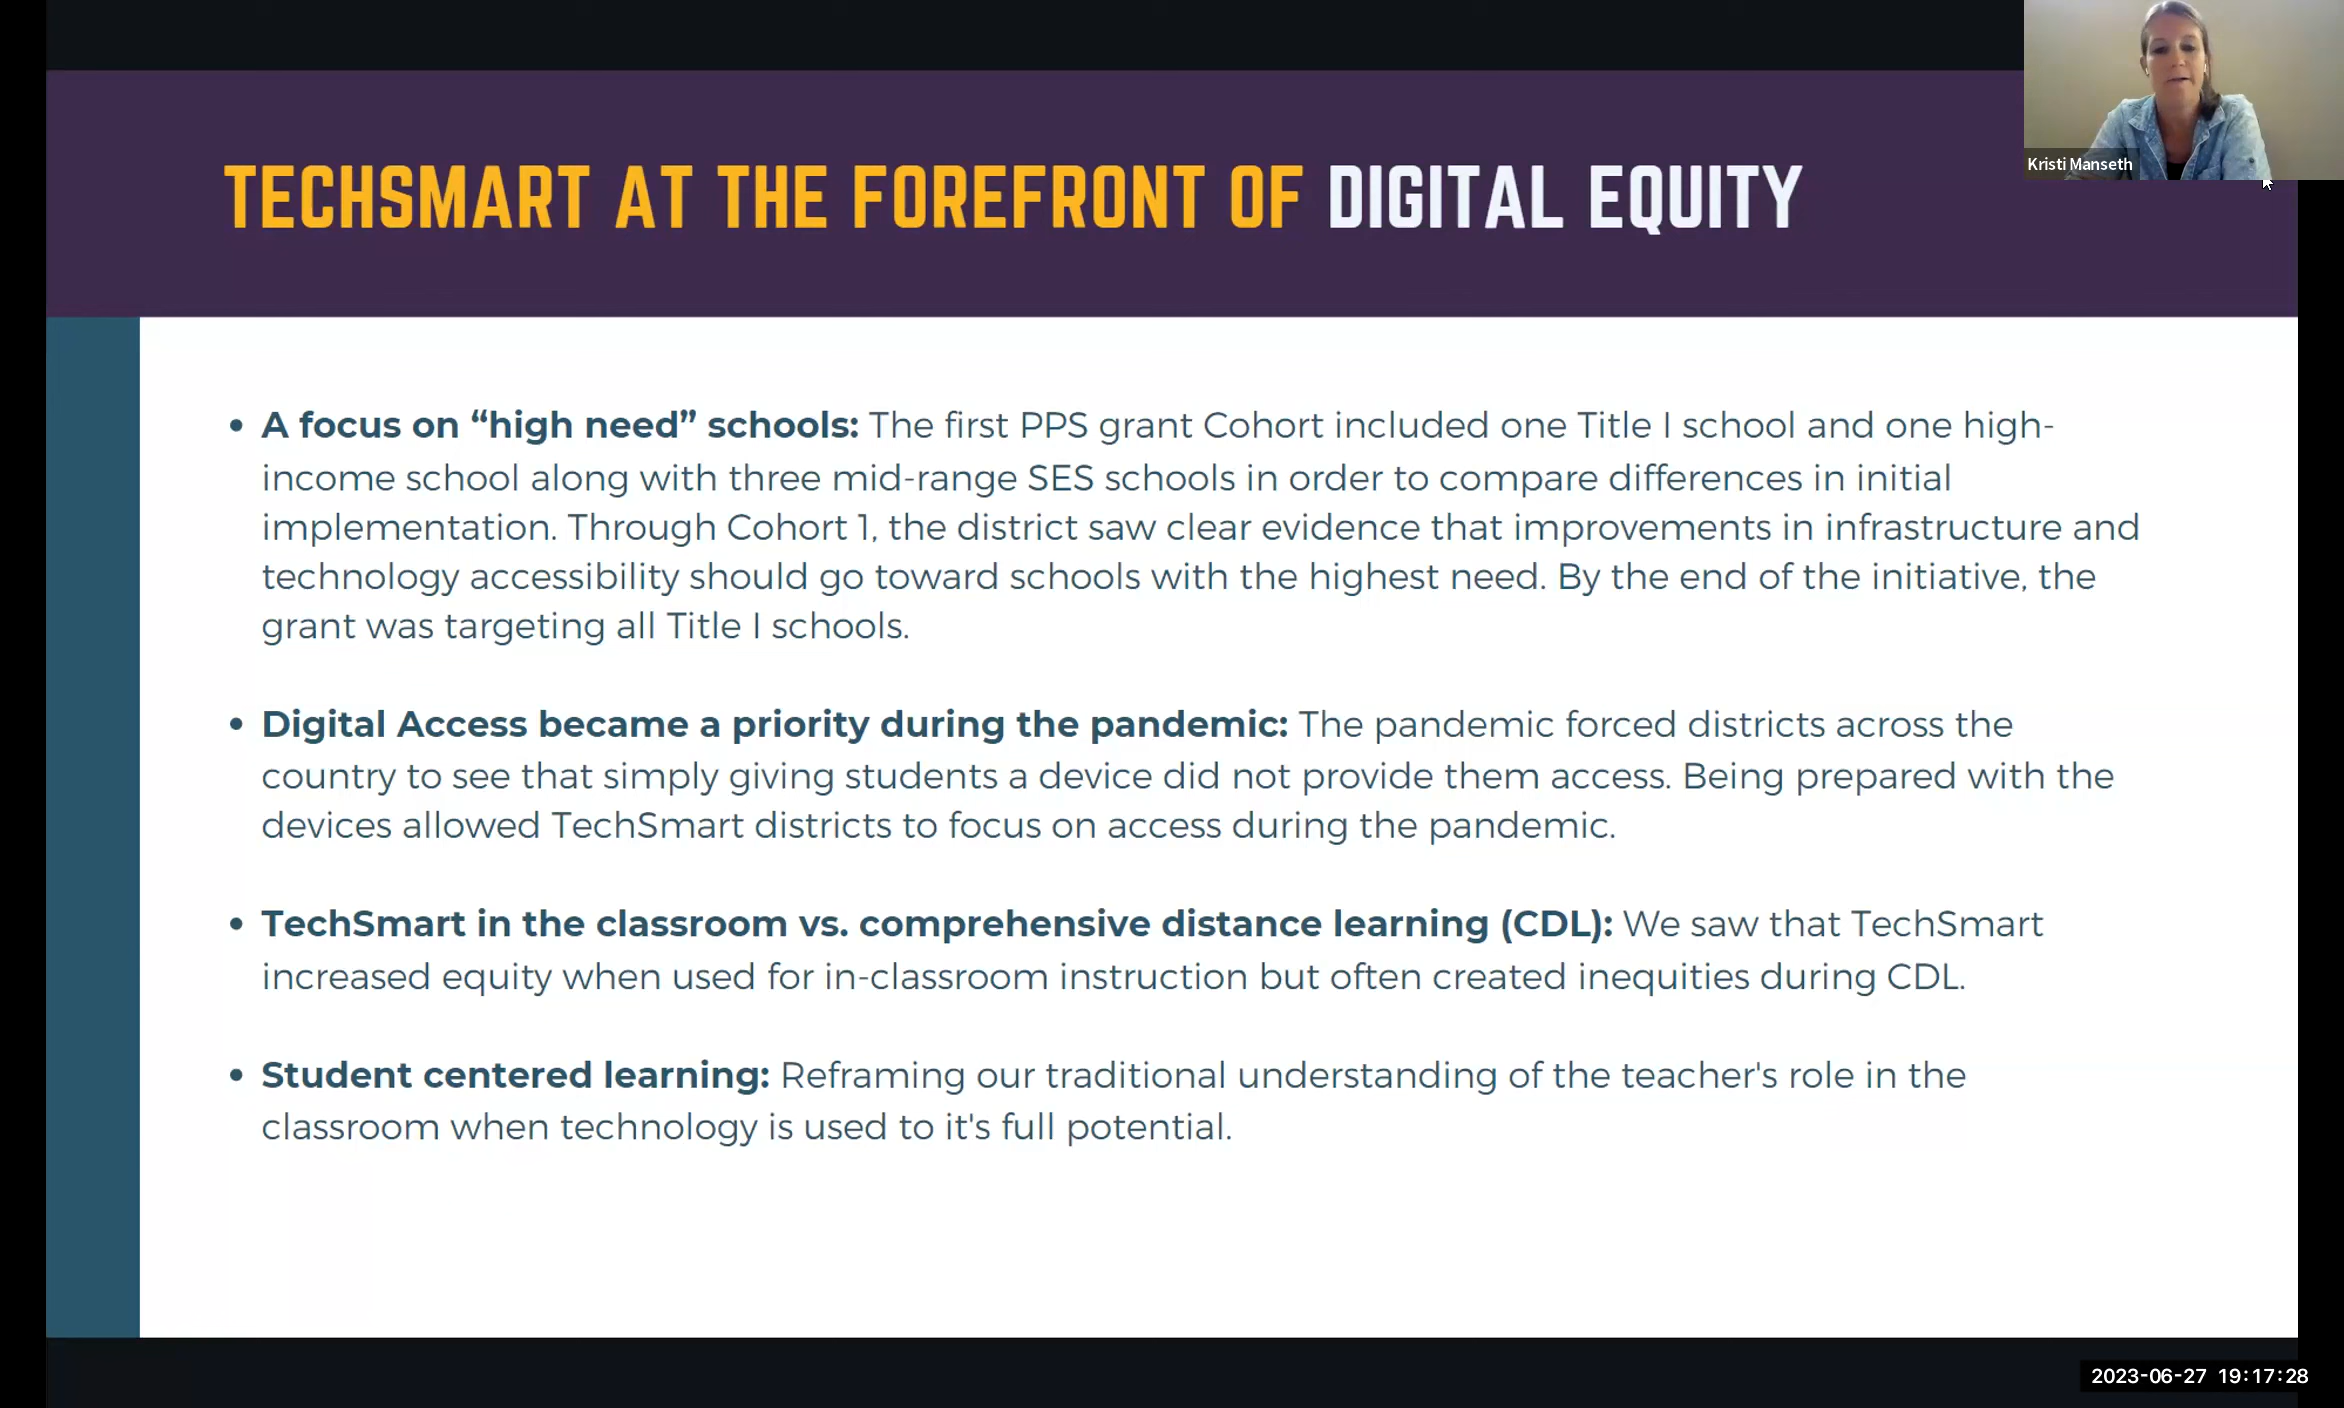 Kristi Manseth
TECHSMART AT THE FOREFRONT OF DIGITAL EQUITY
• A focus on “high need” schools: The first PPS grant Cohort included one Title I school and one high-
income school along with three mid-range SES schools in order to compare differences in initial
implementation. Through Cohort 1, the district saw clear evidence that improvements in infrastructure and
technology accessibility should go toward schools with the highest need. By the end of the initiative, the
grant was targeting all Title I schools.
• Digital Access became a priority during the pandemic: The pandemic forced districts across the
country to see that simply giving students a device did not provide them access. Being prepared with the
devices allowed TechSmart districts to focus on access during the pandemic.
• TechSmart in the classroom vs. comprehensive distance learning (CDL): We saw that TechSmart
increased equity when used for in-classroom instruction but often created inequities during CDL.
• Student centered learning: Reframing our traditional understanding of the teacher's role in the
classroom when technology is used to it's full potential.
2023-06-27 19:17:28